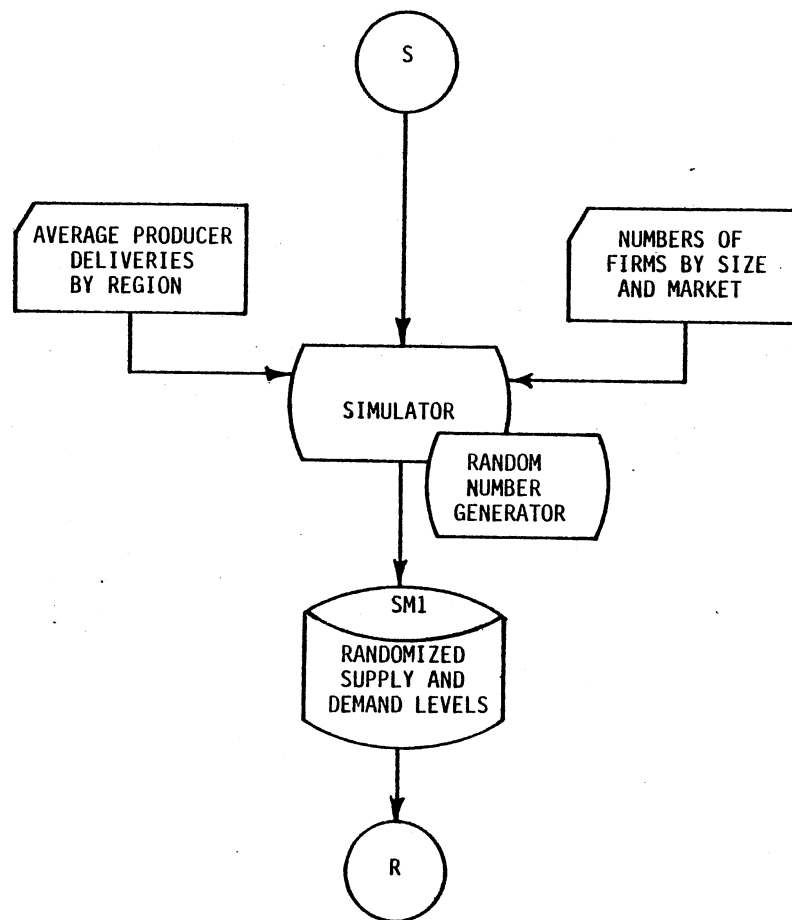 S
AVERAGE PRODUCER
DELIVERIES
BY REGION
NUMBERS OF
FIRMS BY SIZE
AND MARKET
SIMULATOR
RANDOM
NUMBER
GENERATOR
SM1
RANDOMIZED
SUPPLY AND
DEMAND LEVELS
R